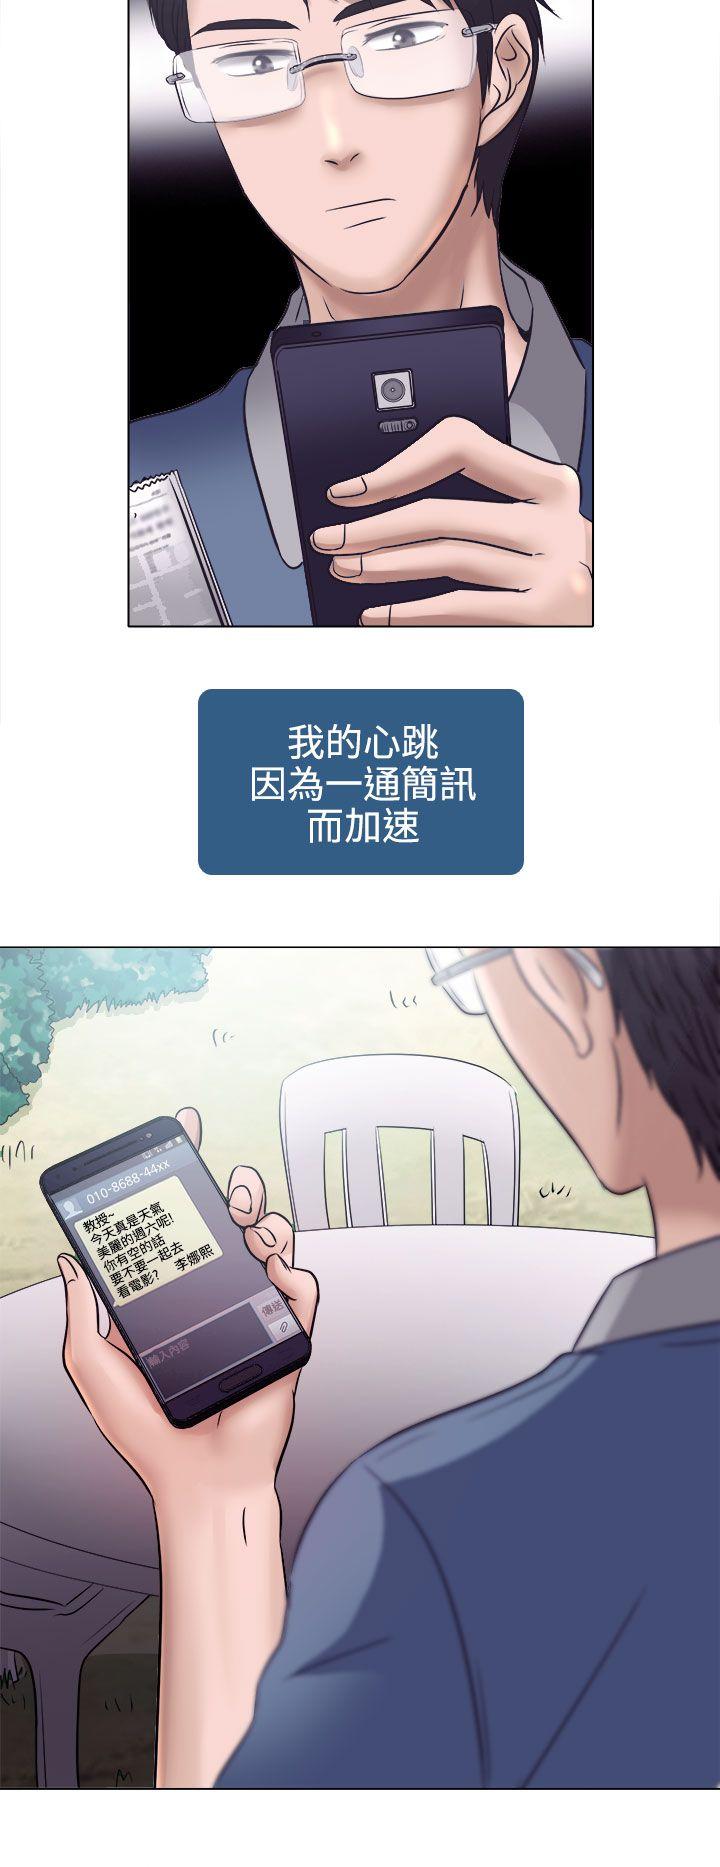 我的心跳
因為一通簡訊
而加速
010-8688-44xx
教授~
今天真是天氣
美麗的週六呢!
你有空的話
要不要一起去
看電影? 李娜熙
傳送
輸入內容